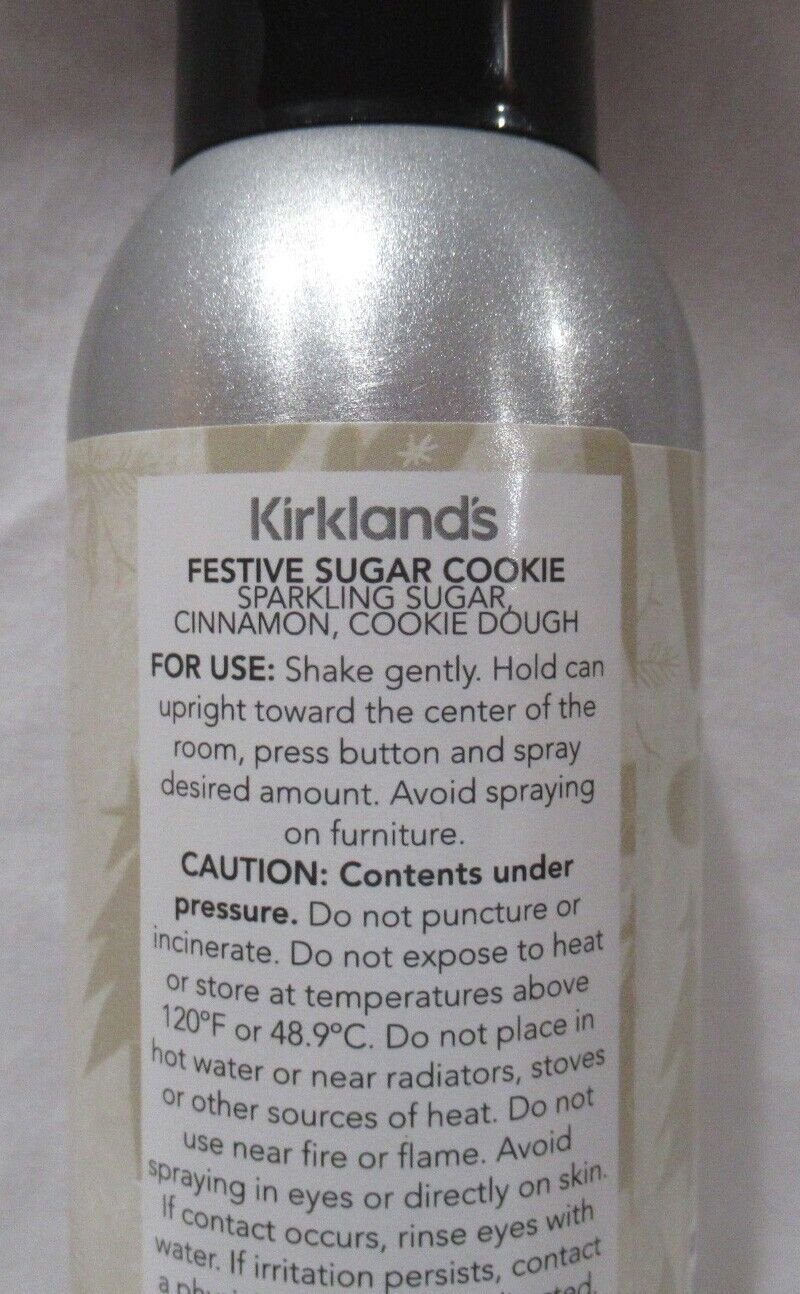 Kirkland's
FESTIVE SUGAR COOKIE
SPARKLING SUGAR,
CINNAMON, COOKIE DOUGH
FOR USE: Shake gently. Hold can
upright toward the center of the
room, press button and spray
desired amount. Avoid spraying
on furniture.
CAUTION: Contents under
pressure. Do not puncture or
incinerate. Do not expose to heat
or store at temperatures above
120°F or 48.9°C. Do not place in
hot water or near radiators, stoves
or other sources of heat. Do not
use near fire or flame. Avoid
spraying in eyes or directly on skin.
If contact occurs, rinse eyes with
water. If irritation persists, contact
a